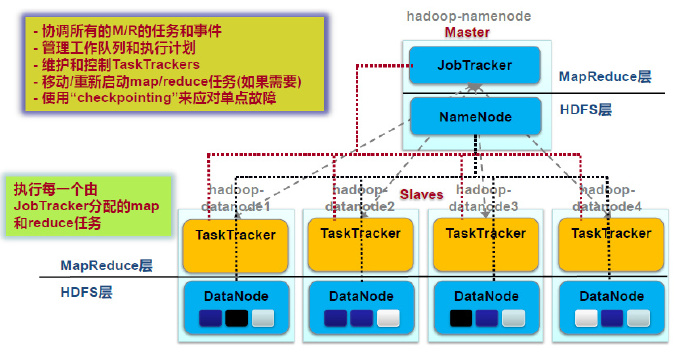 hadoop-namenode
Master
- 协调所有的M/R的任务和事件
- 管理工作队列和执行计划
- 维护和控制TaskTrackers
- 移动/重新启动map/reduce任务(如果需要)
- 使用“checkpointing”来应对单点故障
JobTracker
MapReduce层
HDFS层
NameNode
执行每一个由
JobTracker分配的map
和reduce任务
Slaves
hadoop-
datanode1
hadoop-
datanode2
hadoop-
datanode3
hadoop-
datanode4
TaskTracker
TaskTracker
TaskTracker
TaskTracker
MapReduce层
HDFS层
DataNode
DataNode
DataNode
DataNode